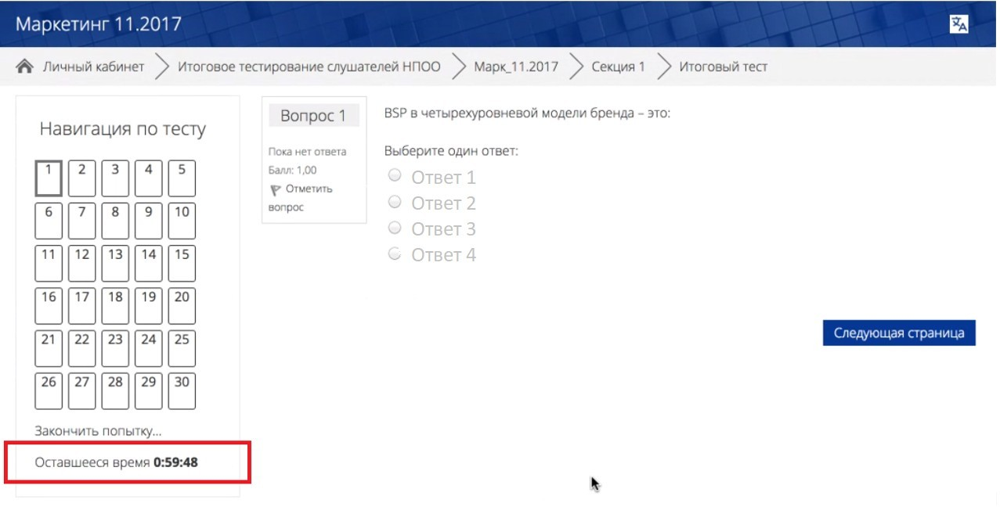 Маркетинг 11.2017
Личный кабинет Итоговое тестирование слушателей НПОО Марк_11.2017 Секция 1 Итоговый тест
Навигация по тесту
1 2 3 4 5
6 7 8 9 10
11 12 13 14 15
16 17 18 19 20
21 22 23 24 25
26 27 28 29 30
Закончить попытку...
Оставшееся время 0:59:48
Вопрос 1
Пока нет ответа
Балл: 1,00
Отметить
вопрос
BSP в четырехуровневой модели бренда – это:
Выберите один ответ:
Ответ 1
Ответ 2
Ответ 3
Ответ 4
Следующая страница